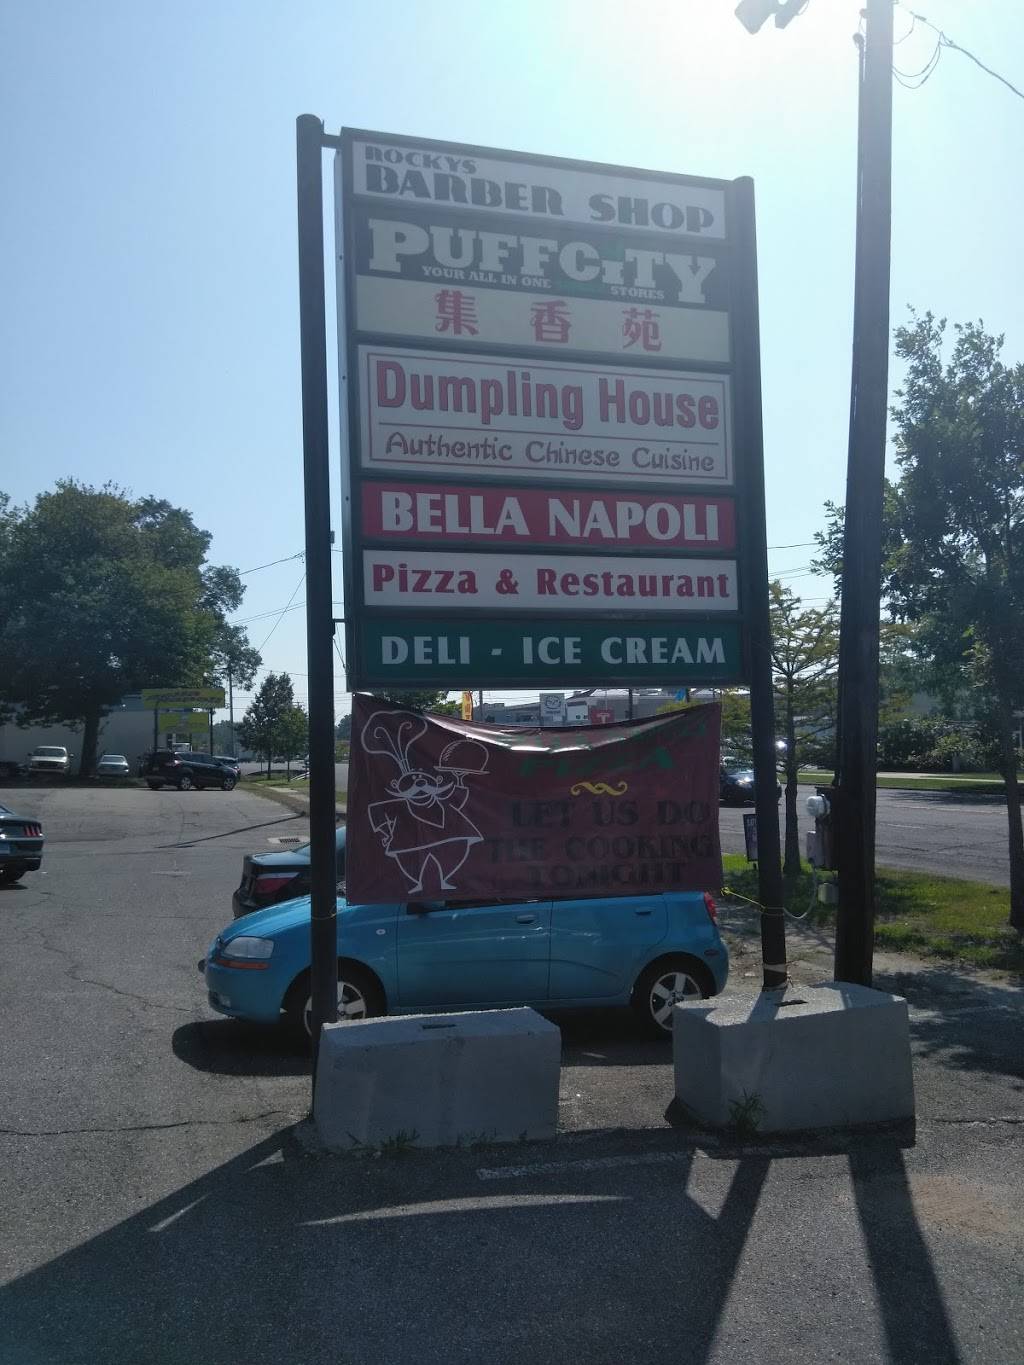 ROCKYS
BARBER SHOP
PUFFCiTY
YOUR ALL IN ONE STORES
集香苑
Dumpling House
Authentic Chinese Cuisine
BELLA NAPOLI
Pizza & Restaurant
DELI - ICE CREAM
PIZZA
LET US DO
THE COOKING
TONIGHT